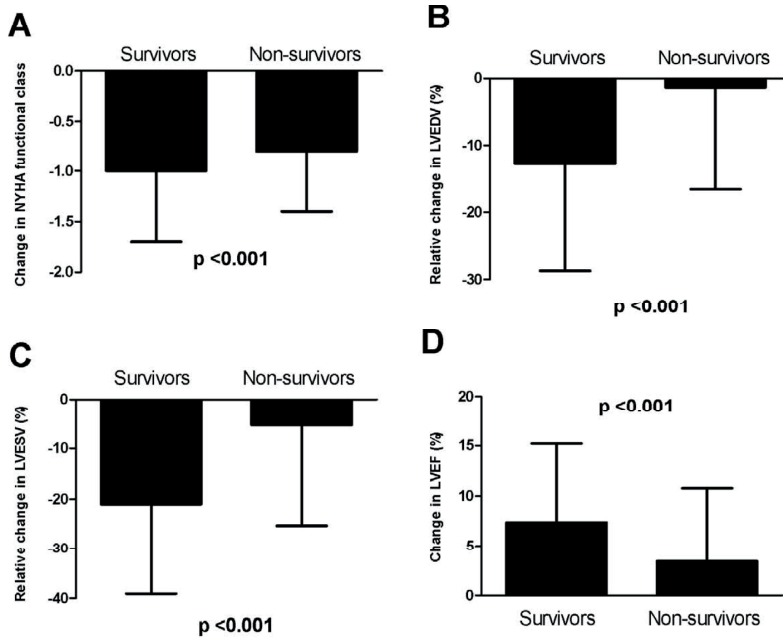 A
Survivors Non-survivors
0.0
-0.5
-1.0
-1.5
-2.0
Change in NYHA functional class
p <0.001
B
Survivors Non-survivors
0
-10
-20
-30
Relative change in LVEDV (%)
p <0.001
C
Survivors Non-survivors
0
-10
-20
-30
-40
Relative change in LVESV (%)
p <0.001
D
20
15
10
5
0
Change in LVEF (%)
p <0.001
Survivors Non-survivors